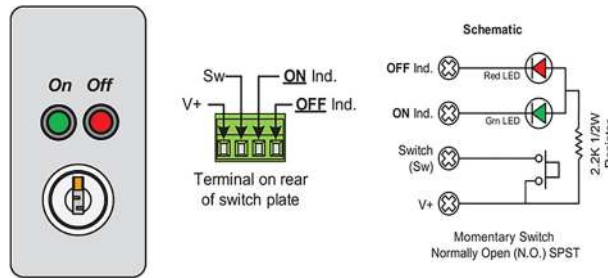 On Off
Sw
ON Ind.
V+
OFF Ind.
Terminal on rear
of switch plate
Schematic
OFF Ind.
Red LED
ON Ind.
Grn LED
Switch
(Sw)
V+
2.2K 1/2W
Resistor
Momentary Switch
Normally Open (N.O.) SPST